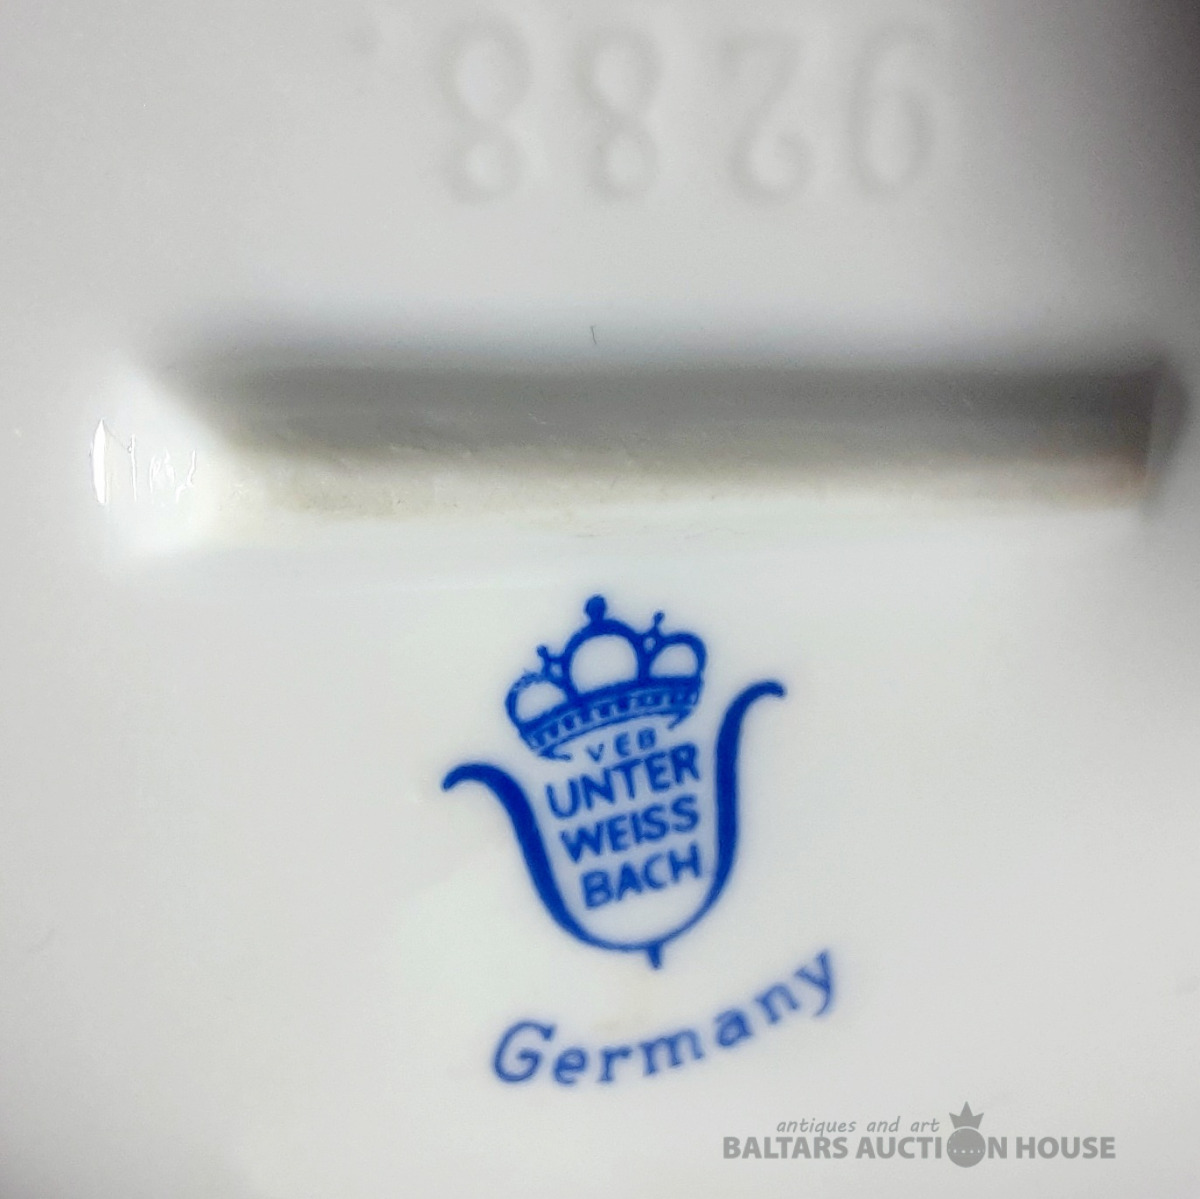 9288.
VEB
UNTER
WEISS
BACH
Germany
antiques and art
BALTARS AUCTION HOUSE